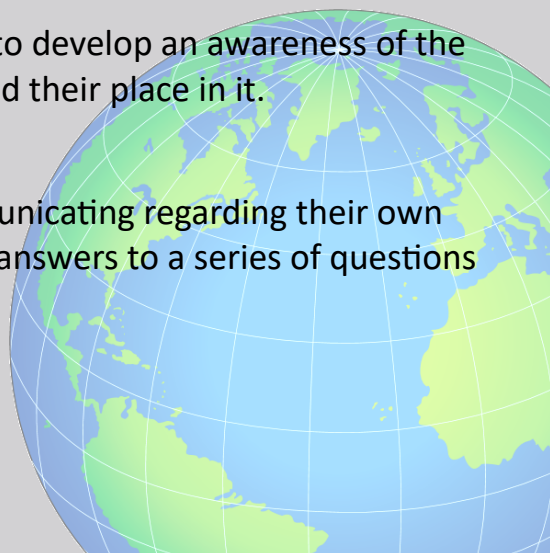 to develop an awareness of the
d their place in it.
unicating regarding their own
answers to a series of questions